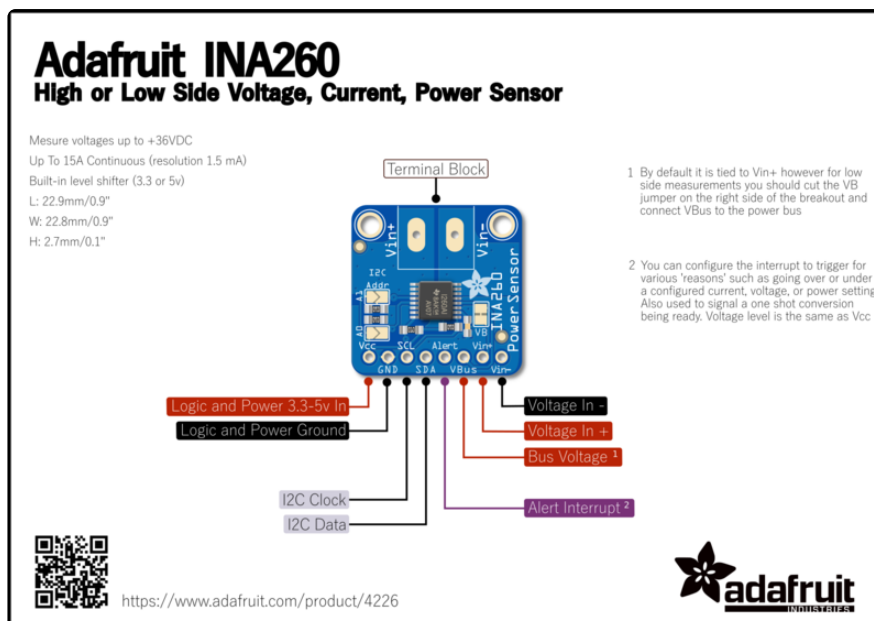 Adafruit INA260
High or Low Side Voltage, Current, Power Sensor
Mesure voltages up to +36VDC
Up To 15A Continuous (resolution 1.5 mA)
Built-in level shifter (3.3 or 5v)
L: 22.9mm/0.9"
W: 22.8mm/0.9"
H: 2.7mm/0.1"
Terminal Block
1 By default it is tied to Vin+ however for low
side measurements you should cut the VB
jumper on the right side of the breakout and
connect VBus to the power bus
2 You can configure the interrupt to trigger for
various 'reasons' such as going over or under
a configured current, voltage, or power setting
Also used to signal a one shot conversion
being ready. Voltage level is the same as Vcc
Vin+
Vin-
I2C
Addr
A1
A0
INA260
PowerSensor
VB
Vcc
SCL
Alert
Vin+
GND
SDA
VBus
Vin-
Logic and Power 3.3-5v In
Logic and Power Ground
I2C Clock
I2C Data
Voltage In -
Voltage In +
Bus Voltage ¹
Alert Interrupt ²
https://www.adafruit.com/product/4226
adafruit
INDUSTRIES